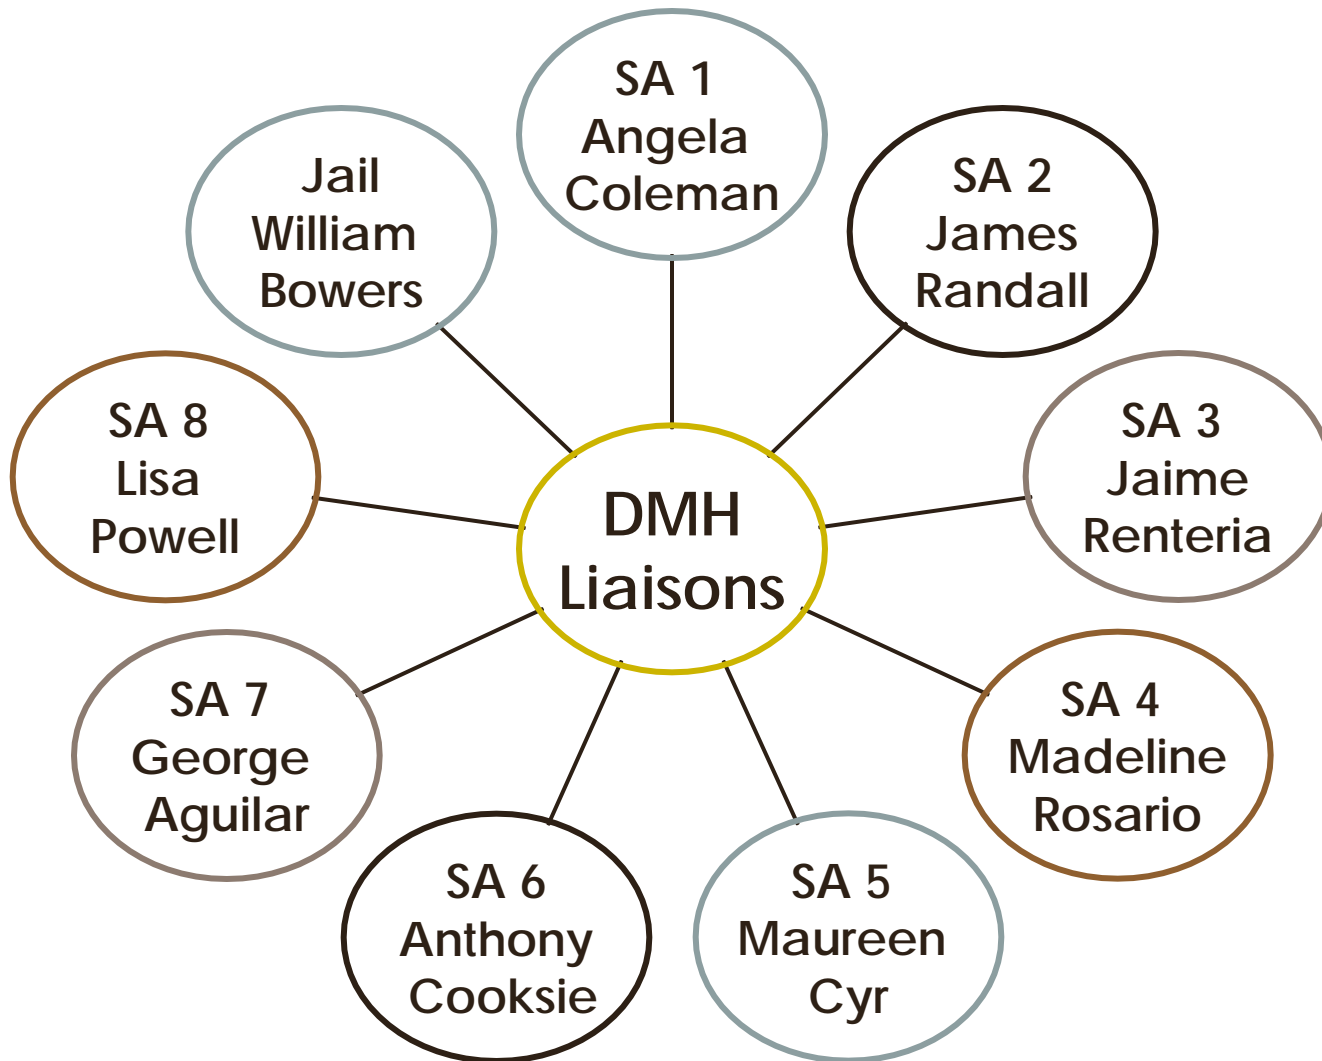 SA 1
Angela
Coleman
SA 2
James
Randall
SA 3
Jaime
Renteria
SA 4
Madeline
Rosario
SA 5
Maureen
Cyr
SA 6
Anthony
Cooksie
SA 7
George
Aguilar
SA 8
Lisa
Powell
Jail
William
Bowers
DMH
Liaisons